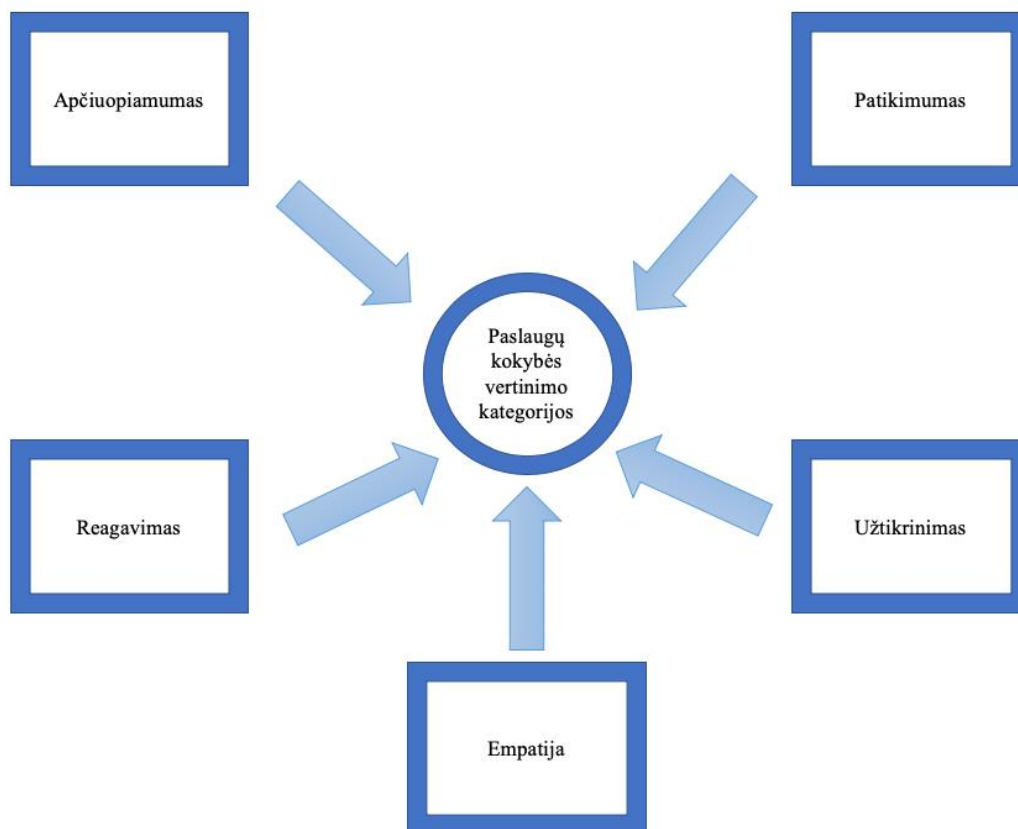 Apčiuopiamumas
Patikimumas
Paslaugų
kokybės
vertinimo
kategorijos
Reagavimas
Užtikrinimas
Empatija